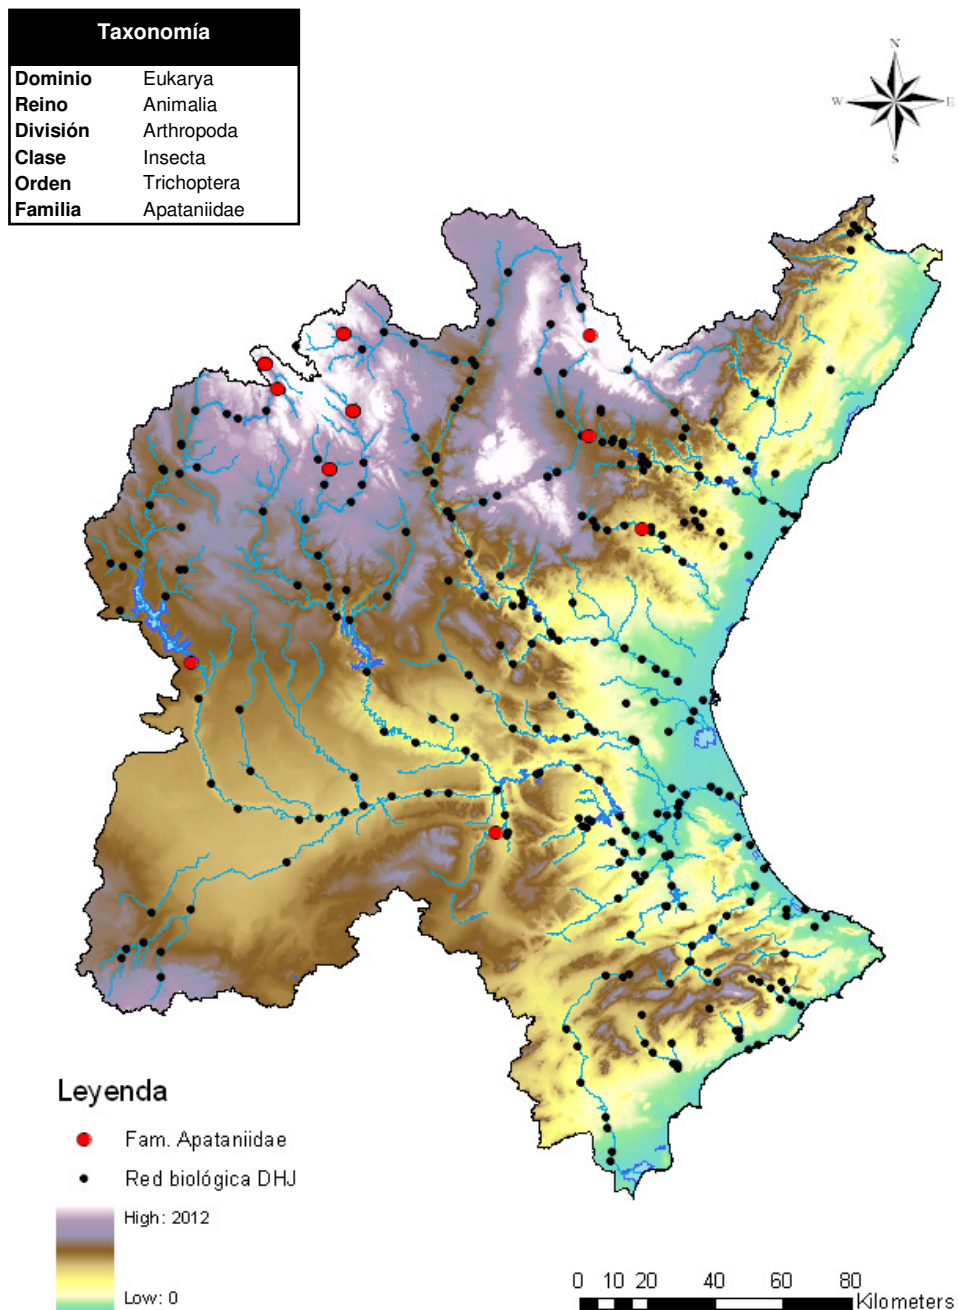 Taxonomía
Dominio Eukarya
Reino Animalia
División Arthropoda
Clase Insecta
Orden Trichoptera
Familia Apataniidae
N
W E
S
Leyenda
Fam. Apataniidae
Red biológica DHJ
High: 2012
Low: 0
0 10 20 40 60 80
Kilometers